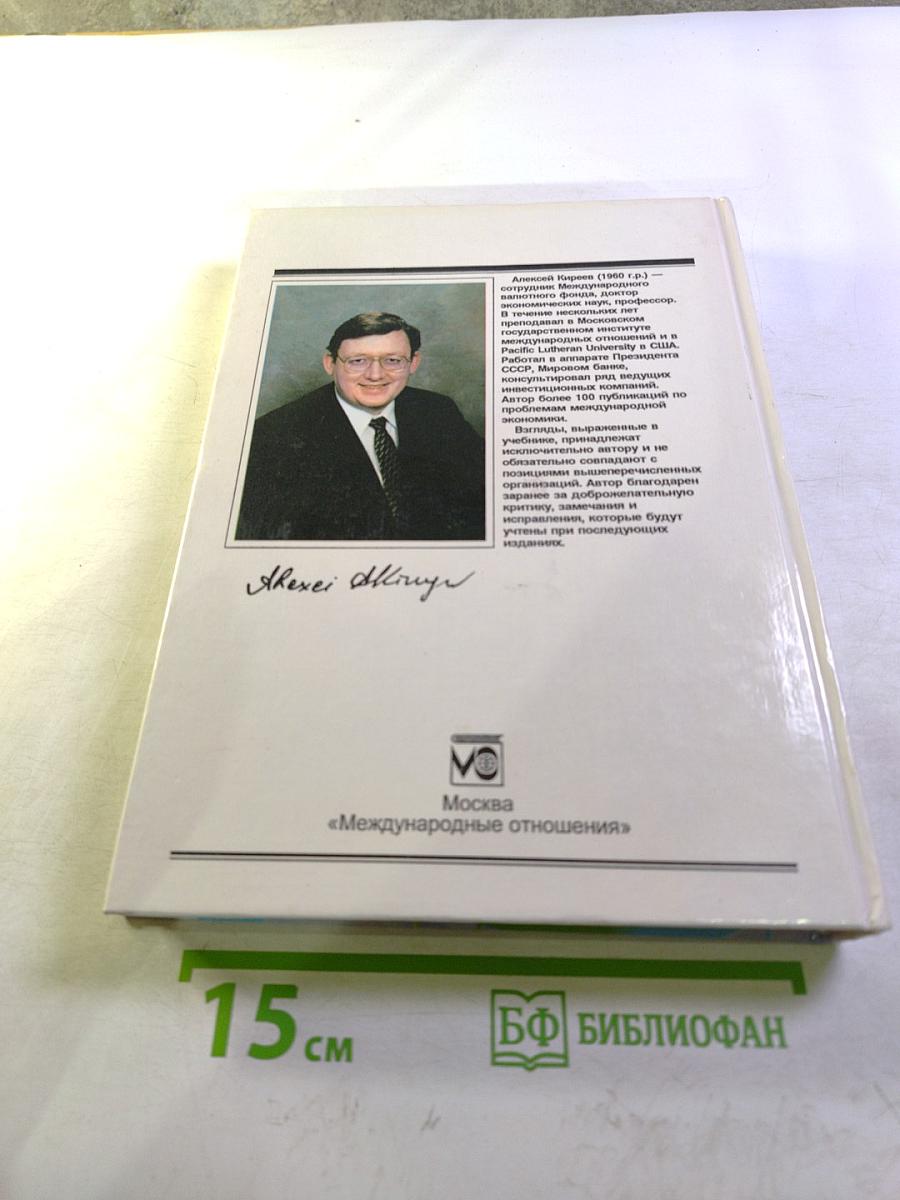 Алексей Киреев (1960 г.р.) —
сотрудник Международного
валютного фонда, доктор
экономических наук, профессор.
В течение нескольких лет
преподавал в Московском
государственном институте
международных отношений и в
Pacific Lutheran University в США.
Работал в аппарате Президента
СССР, Мировом банке,
консультировал ряд ведущих
инвестиционных компаний.
Автор более 100 публикаций по
проблемам международной
экономики.
Взгляды, выраженные в
учебнике, принадлежат
исключительно автору и не
обязательно совпадают с
позициями вышеперечисленных
организаций. Автор благодарен
заранее за доброжелательную
критику, замечания и
исправления, которые будут
учтены при последующих
изданиях.
Alexei
МО
Москва
«Международные отношения»
15 см
БФ БИБЛИОФАН